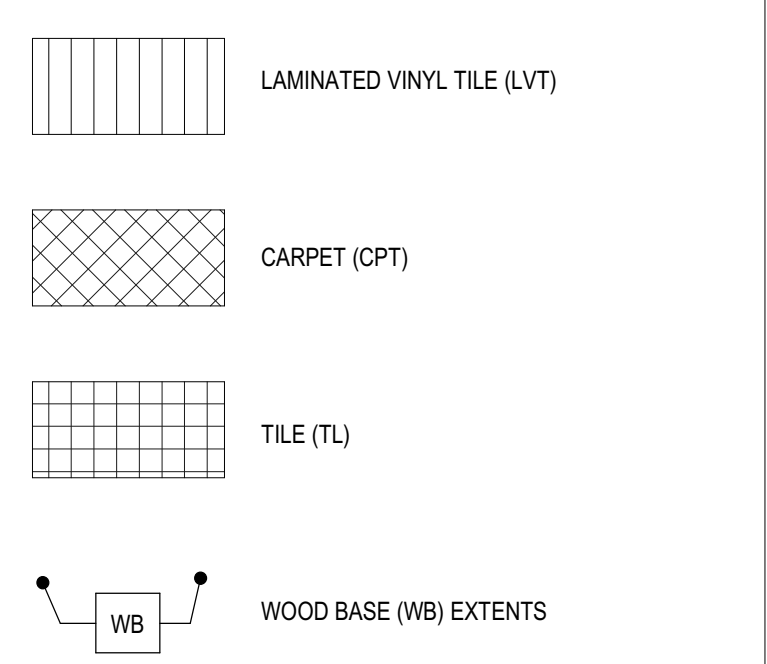 LAMINATED VINYL TILE (LVT)
CARPET (CPT)
TILE (TL)
WB
WOOD BASE (WB) EXTENTS